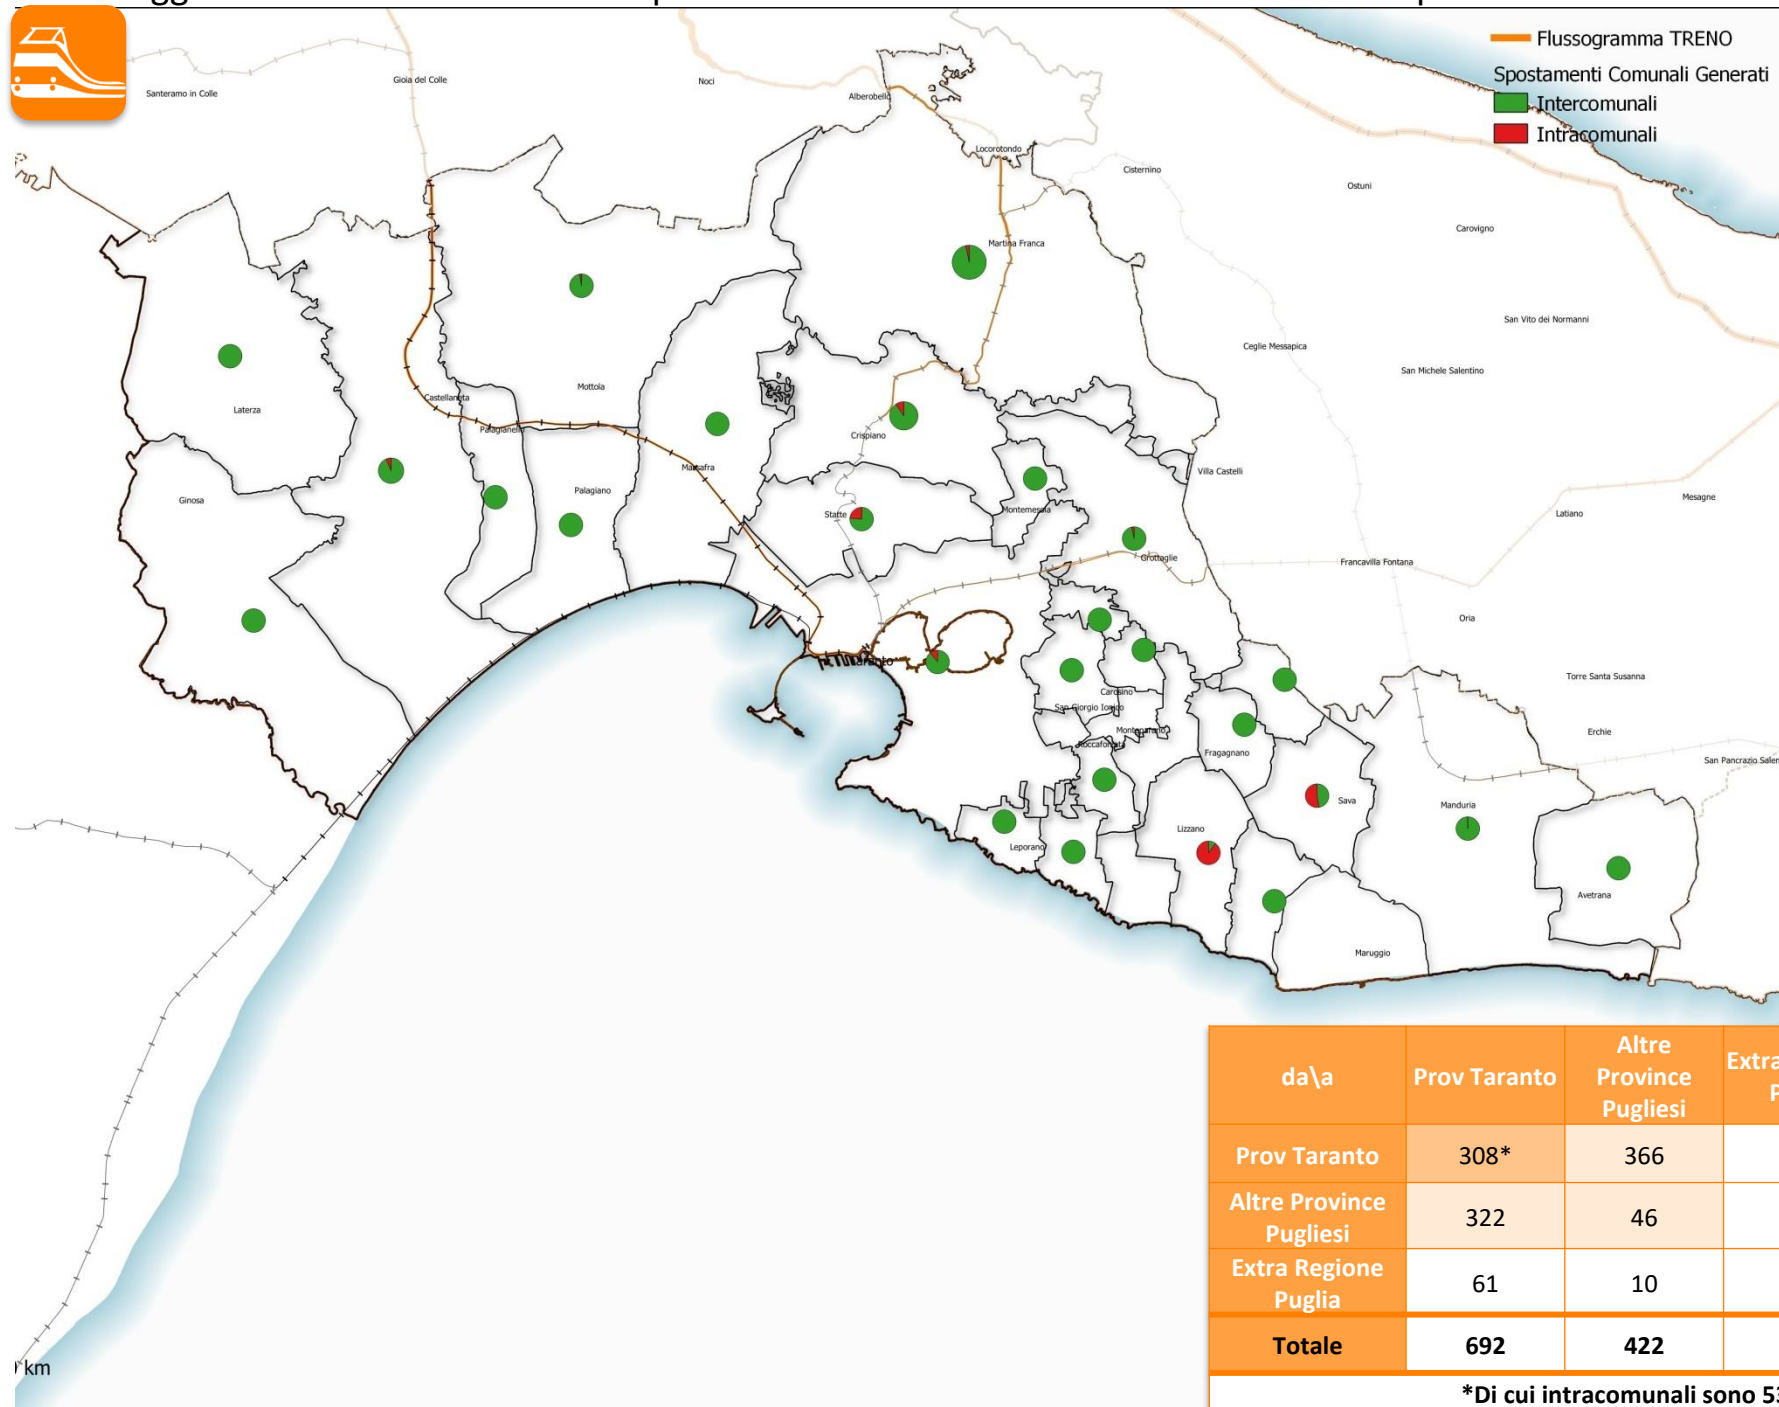 Flussogramma TRENO
Spostamenti Comunali Generati
Intercomunali
Intracomunali
Santeramo in Colle
Gioia del Colle
Noci
Alberobello
Locorotondo
Cisternino
Ostuni
Carovigno
Martina Franca
San Vito dei Normanni
Ceglie Messapica
San Michele Salentino
Mottola
Castellaneta
Laterza
Palagianello
Crispiano
Massafra
Villa Castelli
Ginosa
Palagiano
Mesagne
Statte
Montemesola
Latiano
Grottaglie
Francavilla Fontana
Oria
Taranto
Torre Santa Susanna
Carosino
San Giorgio Ionico
Monteparano
Erchie
Roccaforzata
Fragagnano
San Pancrazio Salen
Sava
Manduria
Lizzano
Leporano
Avetrana
Maruggio
km
da\a Prov Taranto Altre Province Pugliesi Extra
Prov Taranto 308* 366
Altre Province Pugliesi 322 46
Extra Regione Puglia 61 10
Totale 692 422
*Di cui intracomunali sono 53